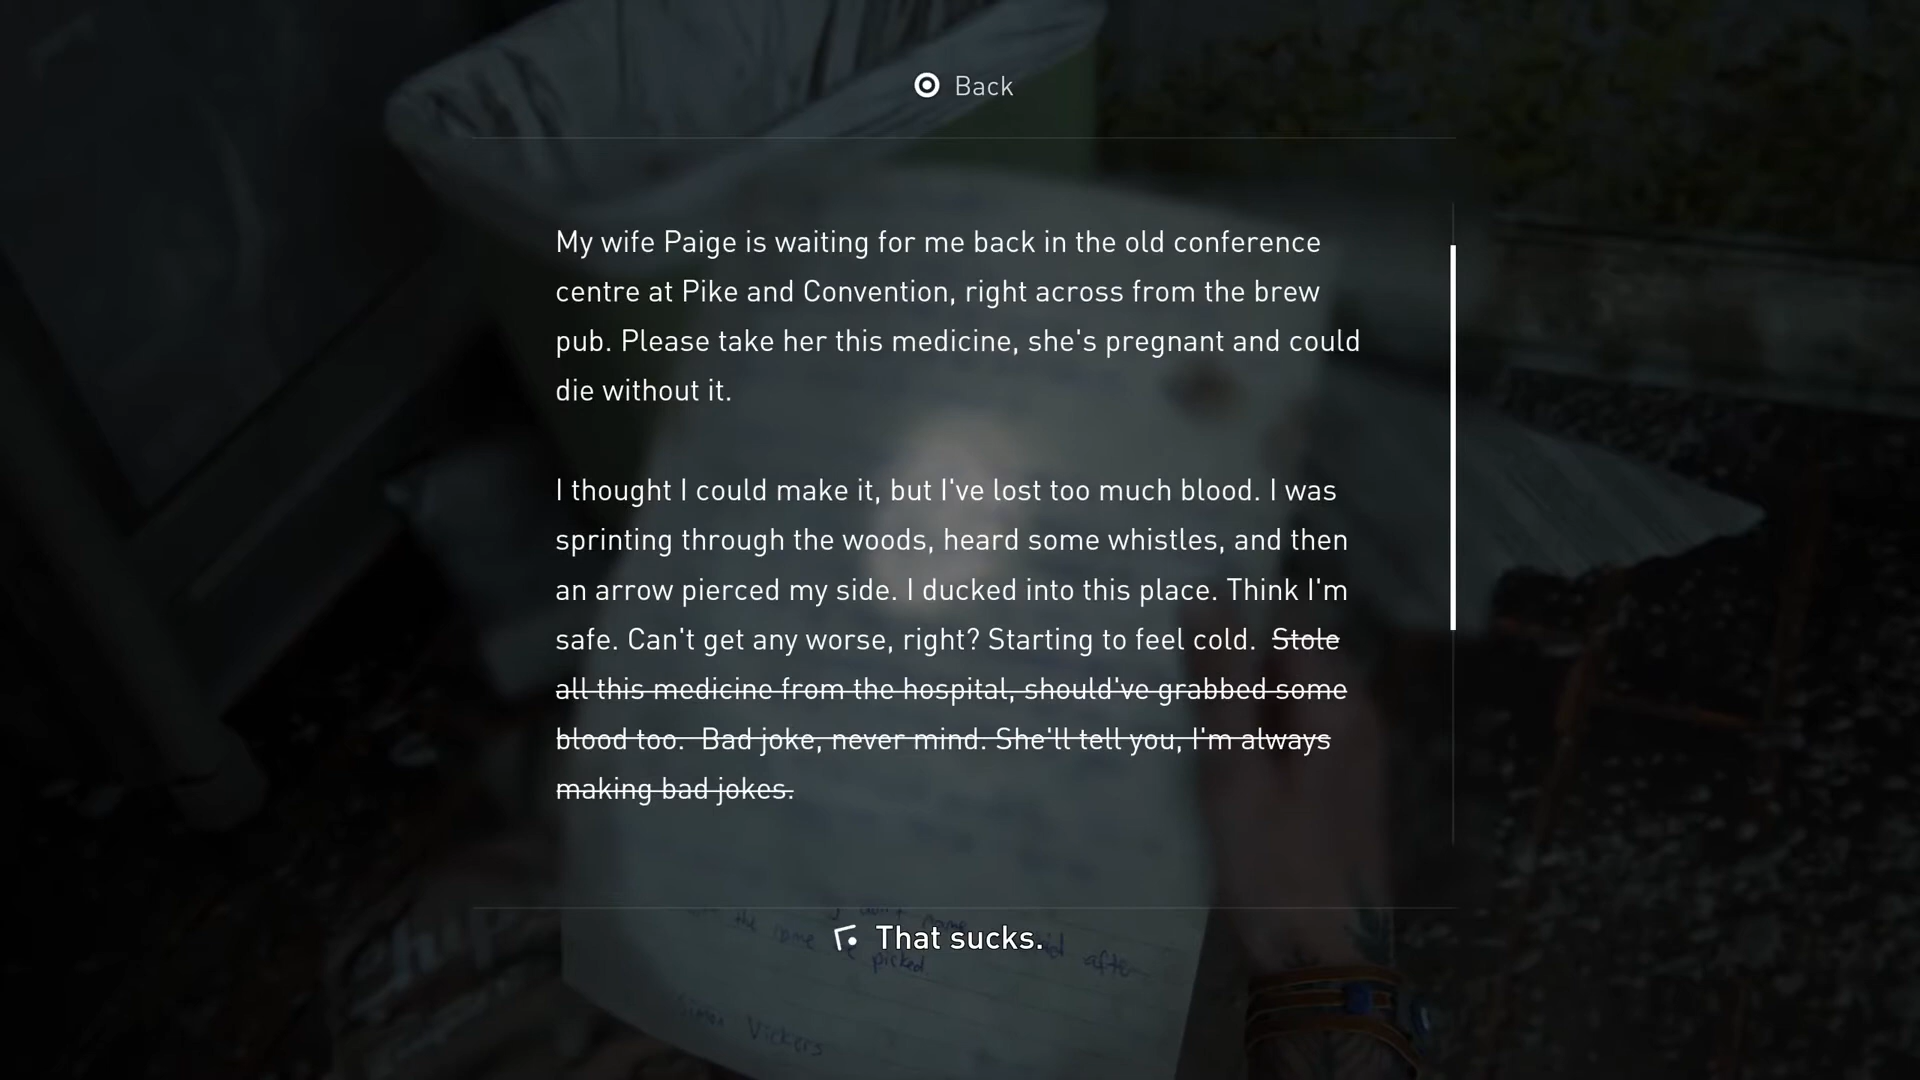 Back
My wife Paige is waiting for me back in the old conference
centre at Pike and Convention, right across from the brew
pub. Please take her this medicine, she's pregnant and could
die without it.
I thought I could make it, but I've lost too much blood. I was
sprinting through the woods, heard some whistles, and then
an arrow pierced my side. I ducked into this place. Think I'm
safe. Can't get any worse, right? Starting to feel cold. Stole
all this medicine from the hospital, should've grabbed some
blood too. Bad joke, never mind. She'll tell you, I'm always
making bad jokes.
That sucks.
the name
after
picked
Vickers